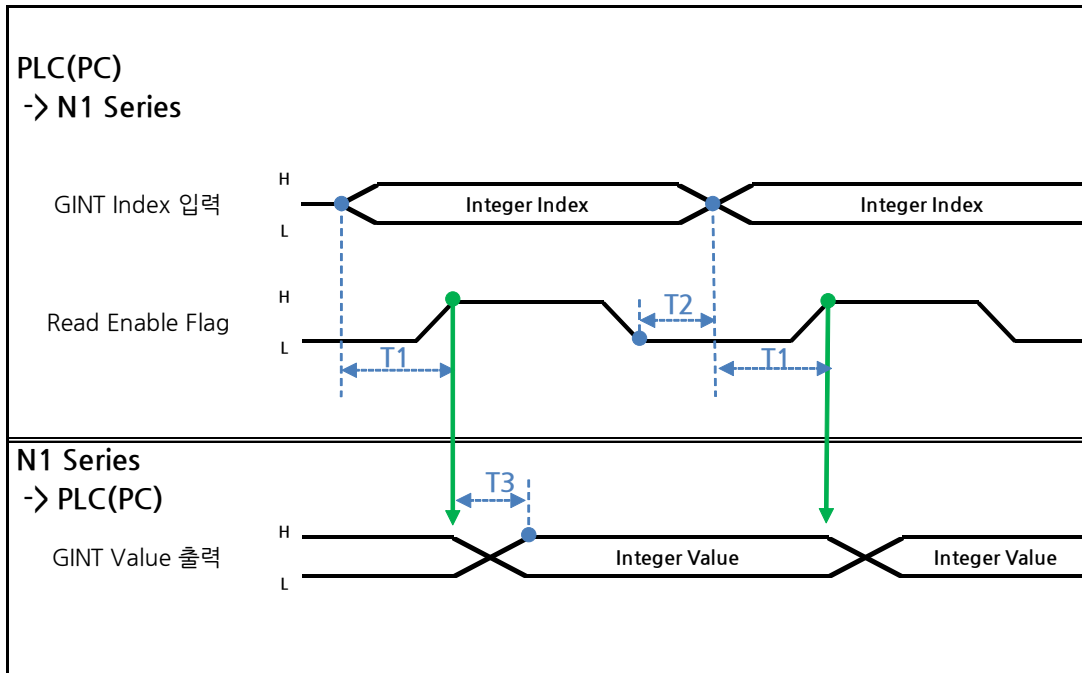 PLC(PC)
-> N1 Series
GINT Index 입력
H
L
Integer Index
Integer Index
Read Enable Flag
H
L
T2
T1
T1
N1 Series
-> PLC(PC)
T3
GINT Value 출력
H
L
Integer Value
Integer Value